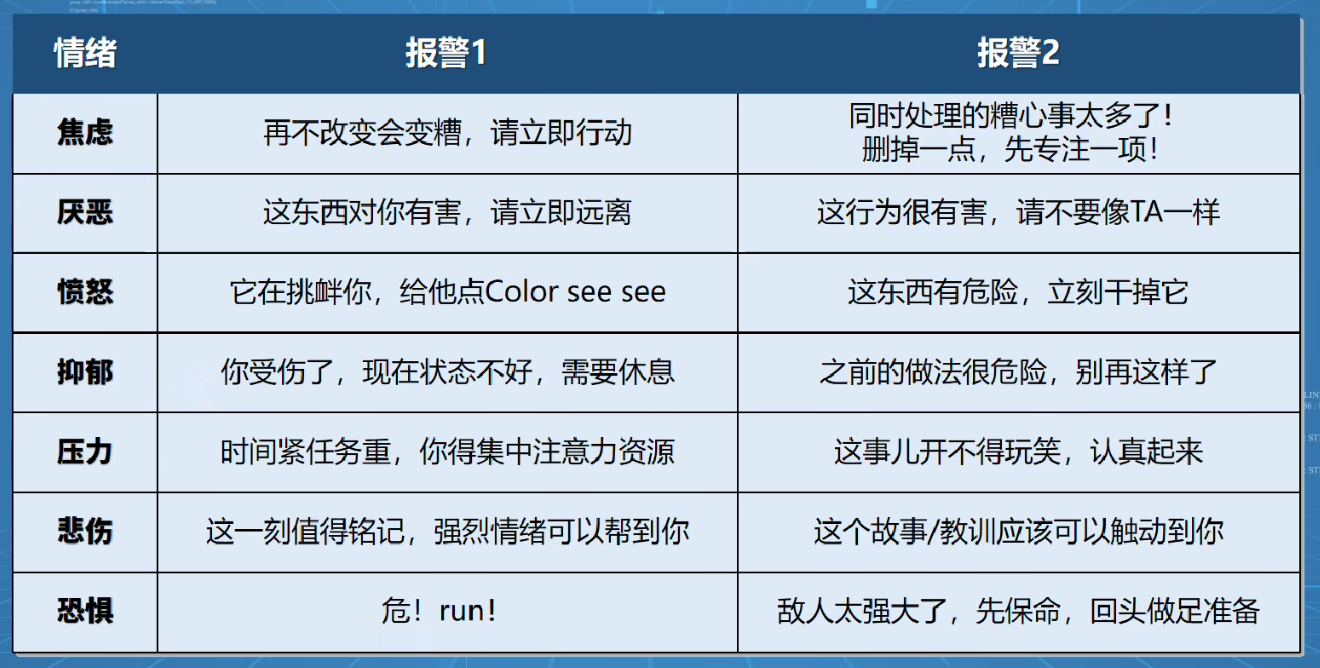 情绪 报警1 报警2
焦虑 再不改变会变糟，请立即行动 同时处理的糟心事太多了！
删掉一点，先专注一项！
厌恶 这东西对你有害，请立即远离 这行为很有害，请不要像TA一样
愤怒 它在挑衅你，给他点Color see see 这东西有危险，立刻干掉它
抑郁 你受伤了，现在状态不好，需要休息 之前的做法很危险，别再这样了
压力 时间紧任务重，你得集中注意力资源 这事儿开不得玩笑，认真起来
悲伤 这一刻值得铭记，强烈情绪可以帮到你 这个故事/教训应该可以触动到你
恐惧 危！run！ 敌人太强大了，先保命，回头做足准备